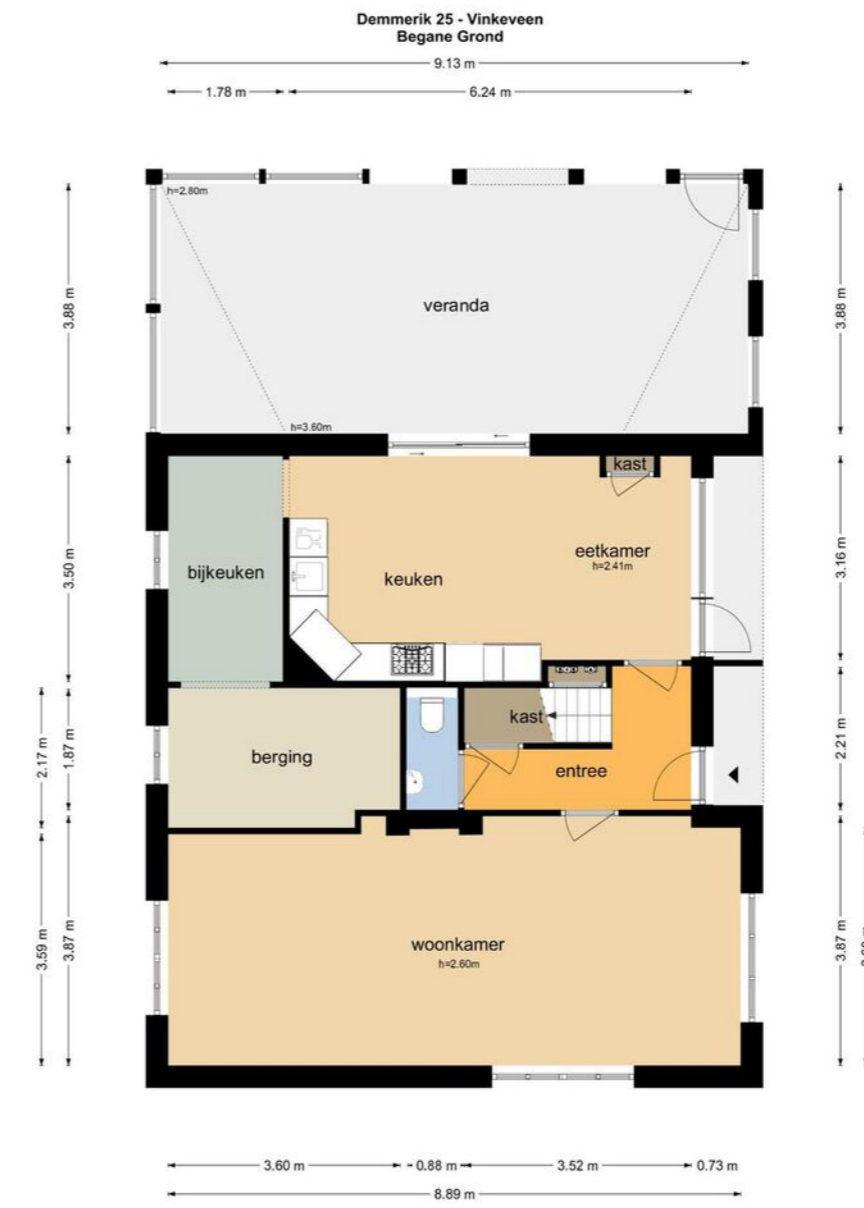 Demmerik 25 - Vinkeveen
Begane Grond
9.13 m
1.78 m
6.24 m
h=2.80m
3.88 m
veranda
3.88 m
h=3.60m
kast
3.50 m
bijkeuken
keuken
eetkamer
h=2.41m
3.16 m
2.17 m
1.87 m
berging
kast
entree
2.21 m
3.59 m
3.87 m
woonkamer
h=2.60m
3.87 m
3.60 m
0.88 m
3.52 m
0.73 m
8.89 m